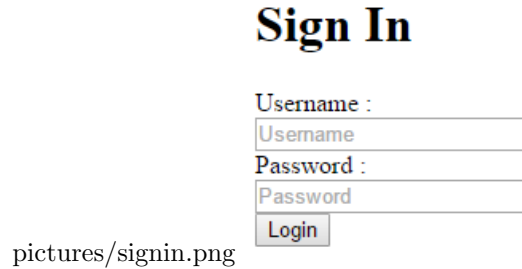 Sign In
Username :
Username
Password :
Password
Login
pictures/signin.png